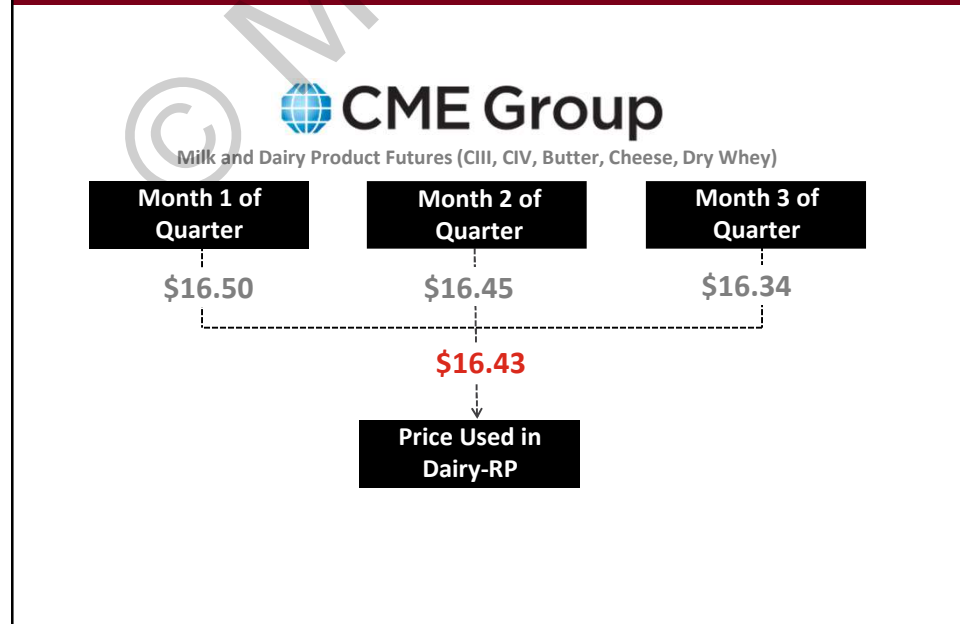 © M
CME Group
Milk and Dairy Product Futures (CIII, CIV, Butter, Cheese, Dry Whey)
Month 1 of
Quarter
Month 2 of
Quarter
Month 3 of
Quarter
$16.50
$16.45
$16.34
$16.43
Price Used in
Dairy-RP